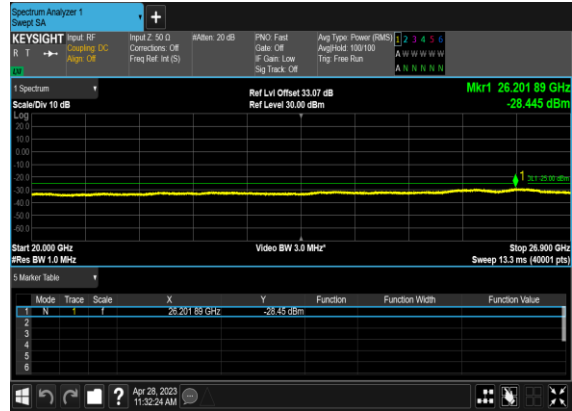 Spectrum Analyzer 1
Swept SA
+
KEYSIGHT Input: RF Input Z: 50 Ω #Atten: 20 dB PNO: Fast Avg Type: Power (RMS) 1 2 3 4 5 6
R T Coupling: DC Corrections: Off Gate: Off Avg|Hold: 100/100 A W W W W W
Align: Off Freq Ref: Int (S) IF Gain: Low Trig: Free Run
Sig Track: Off A N N N N N
1 Spectrum Ref Lvl Offset 33.07 dB Mkr1 26.201 89 GHz
Scale/Div 10 dB Ref Level 30.00 dBm -28.445 dBm
Log
20.0
10.0
0.00
-10.0
-20.0
-30.0
-40.0
-50.0
-60.0
1
Start 20.000 GHz Video BW 3.0 MHz* Stop 26.900 GHz
#Res BW 1.0 MHz Sweep 13.3 ms (40001 pts)
5 Marker Table
Mode Trace Scale X Y Function Function Width Function Value
1 N 1 f 26.201 89 GHz -28.45 dBm
2
3
4
5
6
? Apr 28, 2023
11:32:24 AM